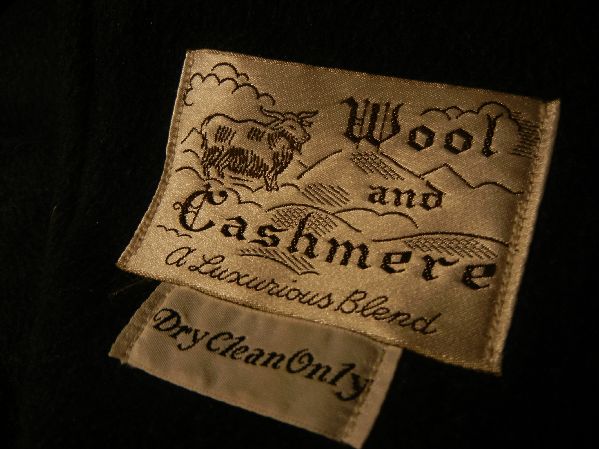 Wool
and
Cashmere
A Luxurious Blend
Dry Clean Only